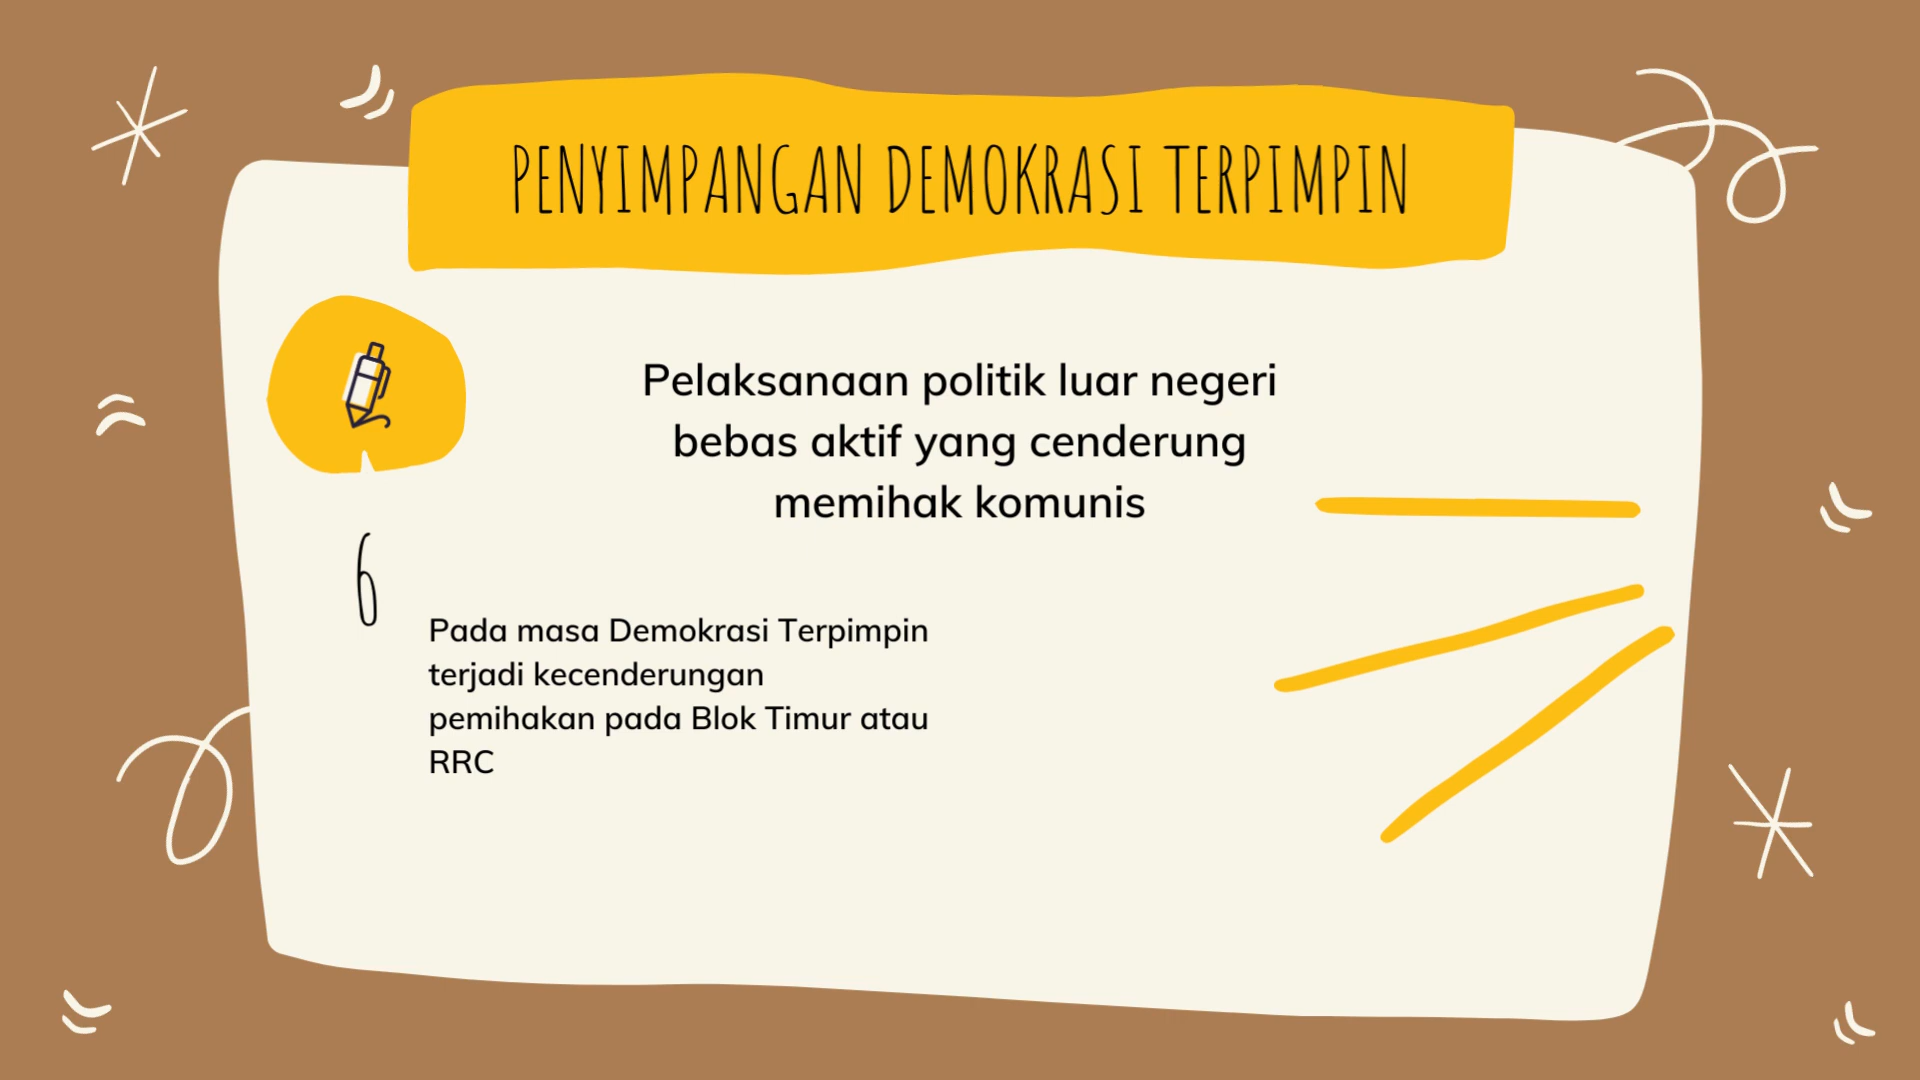 PENYIMPANGAN DEMOKRASI TERPIMPIN
Pelaksanaan politik luar negeri
bebas aktif yang cenderung
memihak komunis
6
Pada masa Demokrasi Terpimpin
terjadi kecenderungan
pemihakan pada Blok Timur atau
RRC